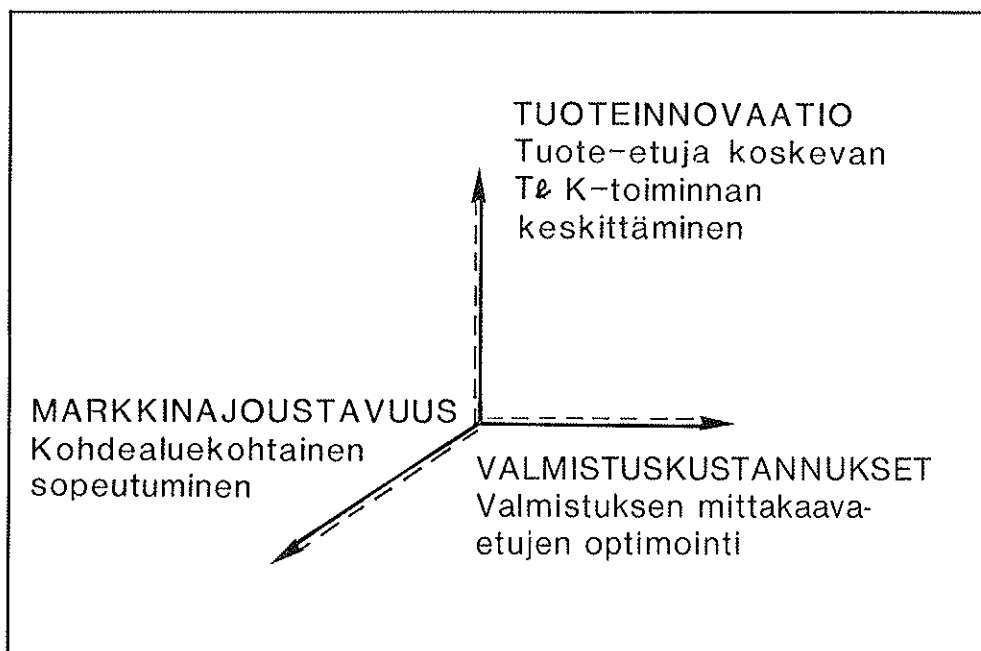 TUOTEINNOVAATIO
Tuote-etuja koskevan
T& K-toiminnan
keskittäminen
MARKKINAJOUSTAVUUS
Kohdealuekohtainen
sopeutuminen
VALMISTUSKUSTANNUKSET
Valmistuksen mittakaava-
etujen optimointi